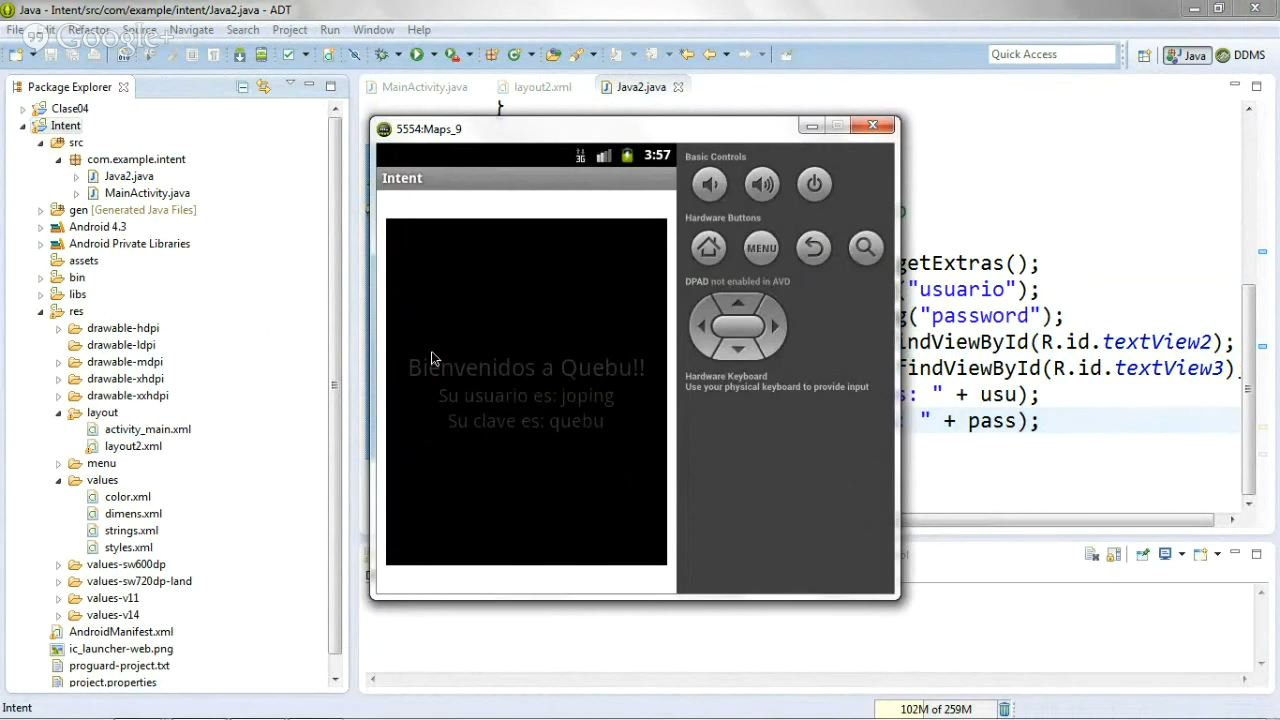 Java - Intent/src/com/example/intent/Java2.java - ADT
File Refactor Source Navigate Search Project Run Window Help
Google+
Quick Access
Java
DDMS
Package Explorer
MainActivity.java
layout2.xml
Java2.java
Clase04
Intent
src
com.example.intent
Java2.java
MainActivity.java
gen [Generated Java Files]
Android 4.3
Android Private Libraries
assets
bin
libs
res
drawable-hdpi
drawable-ldpi
drawable-mdpi
drawable-xhdpi
drawable-xxhdpi
layout
activity_main.xml
layout2.xml
menu
values
color.xml
dimens.xml
strings.xml
styles.xml
values-sw600dp
values-sw720dp-land
values-v11
values-v14
AndroidManifest.xml
ic_launcher-web.png
proguard-project.txt
project.properties
}
5554:Maps_9
3G 3:57
Intent
Bienvenidos a Quebu!!
Su usuario es: joping
Su clave es: quebu
Basic Controls
Hardware Buttons
MENU
DPAD not enabled in AVD
Hardware Keyboard
Use your physical keyboard to provide input
getExtras();
("usuario");
g("password");
indViewById(R.id.textView2);
findViewById(R.id.textView3)
s: " + usu);
: " + pass);
Intent
102M of 259M